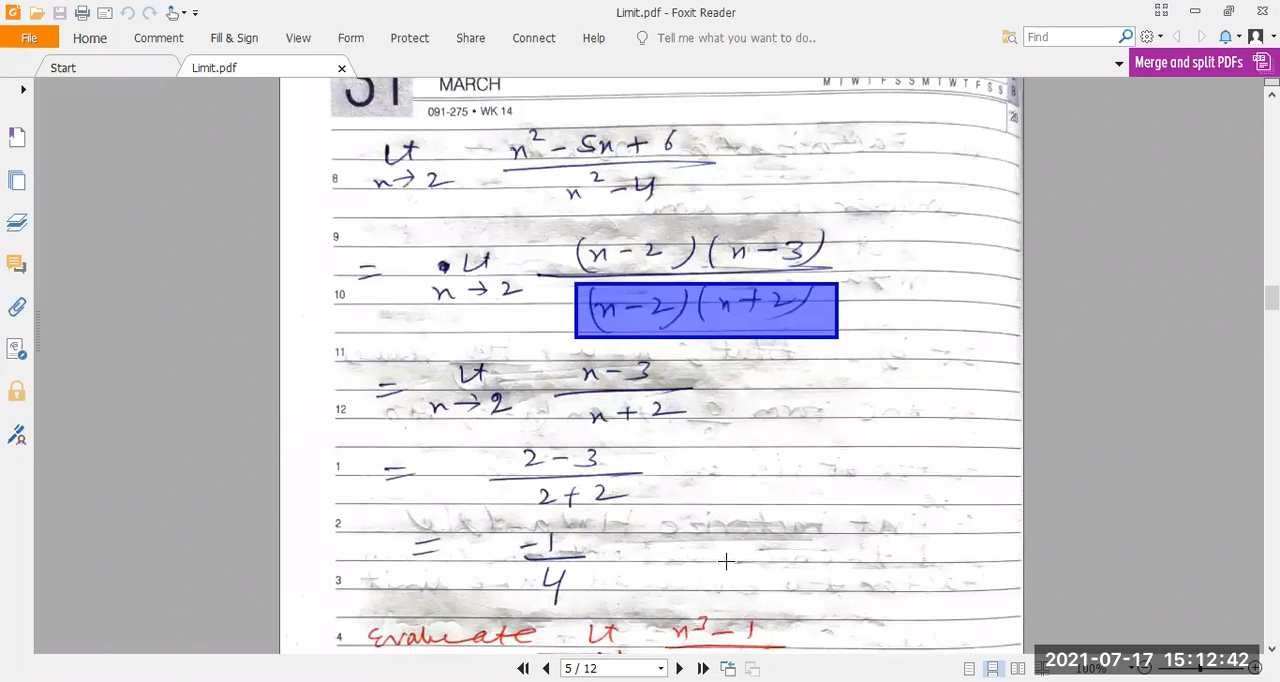 Limit.pdf - Foxit Reader
File Home Comment Fill & Sign View Form Protect Share Connect Help Tell me what you want to do.. Find
Start Limit.pdf x Merge and split PDFs
31 MARCH M T W T F S S M T W T F S S
091-275 • WK 14
Lt n² - 5n + 6
8 n→2 n² - 4
9
= Lt (n-2)(n-3)
10 n→2 (n-2)(n+2)
11
= Lt n-3
12 n→2 n+2
1 = 2-3
2+2
2
= -1
3 4
4 Evaluate Lt n³-1
5 / 12 100%
2021-07-17 15:12:42